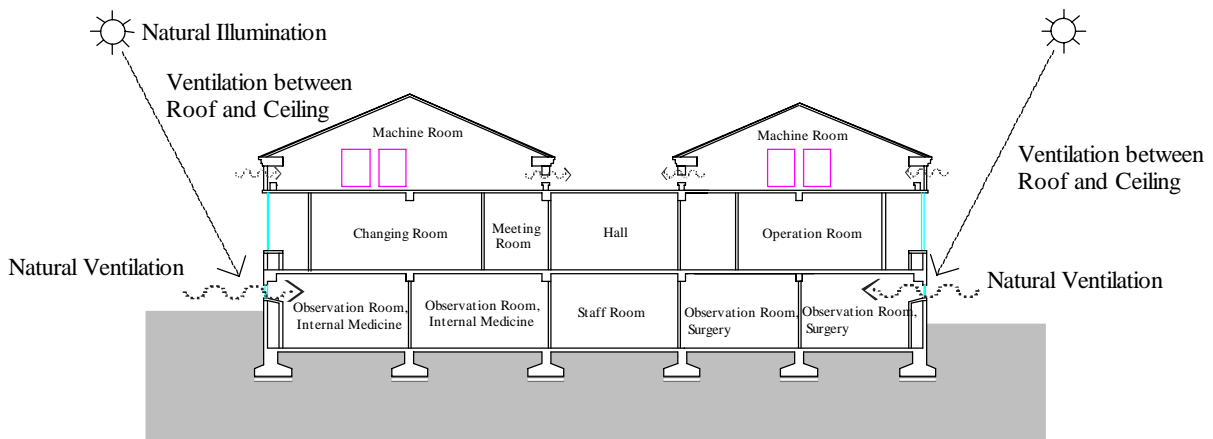 Natural Illumination
Ventilation between
Roof and Ceiling
Machine Room
Machine Room
Ventilation between
Roof and Ceiling
Changing Room
Meeting
Room
Hall
Operation Room
Natural Ventilation
Natural Ventilation
Observation Room,
Internal Medicine
Observation Room,
Internal Medicine
Staff Room
Observation Room,
Surgery
Observation Room,
Surgery